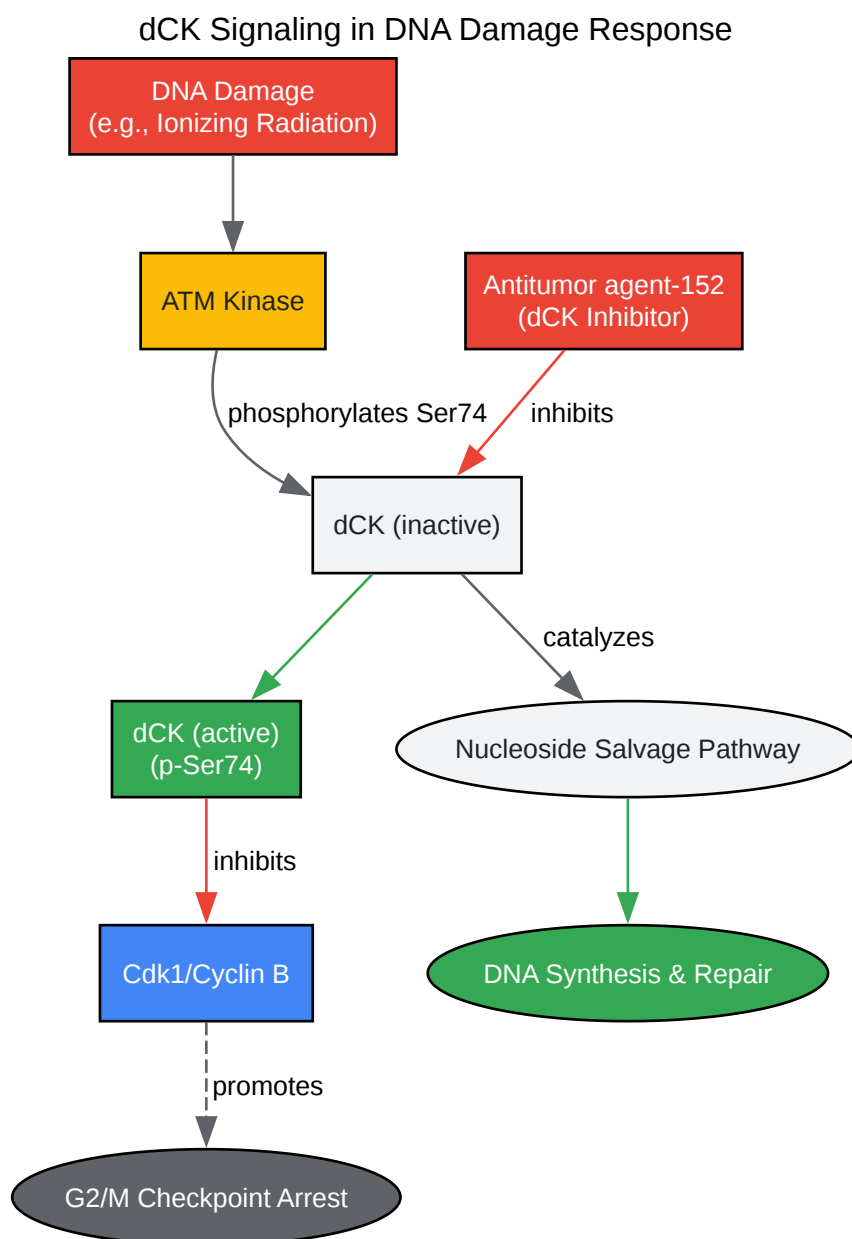 dCK Signaling in DNA Damage Response
DNA Damage
(e.g., Ionizing Radiation)
ATM Kinase
Antitumor agent-152
(dCK Inhibitor)
phosphorylates Ser74
inhibits
dCK (inactive)
catalyzes
dCK (active)
(p-Ser74)
Nucleoside Salvage Pathway
inhibits
Cdk1/Cyclin B
DNA Synthesis & Repair
promotes
G2/M Checkpoint Arrest